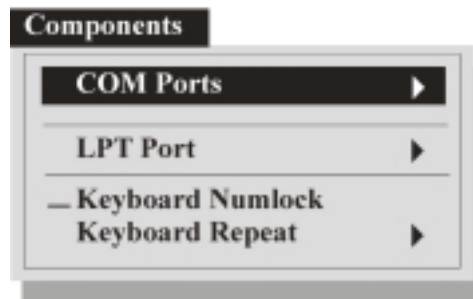 Components
COM Ports
LPT Port
Keyboard Numlock
Keyboard Repeat